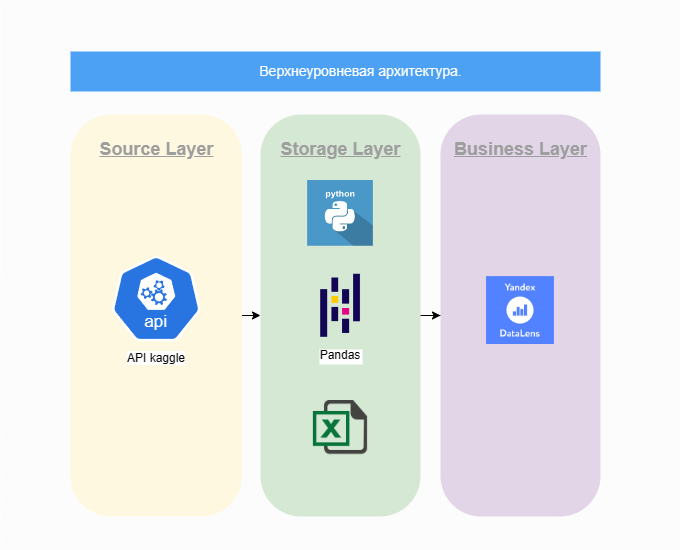 Верхнеуровневая архитектура.
Source Layer
Storage Layer
Business Layer
python
api
API kaggle
Pandas
X
Yandex
DataLens